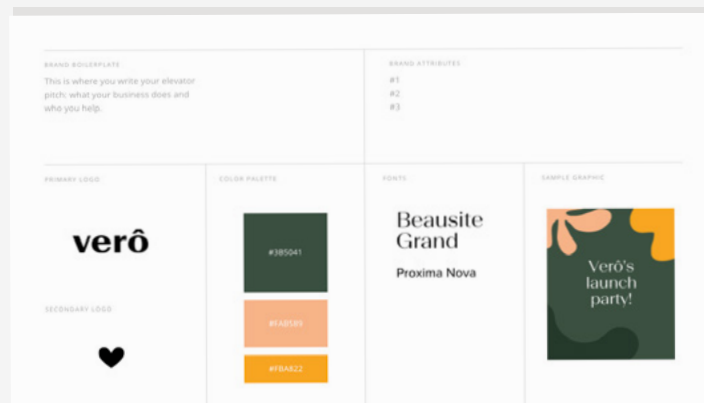 BRAND BOILERPLATE
This is where you write your elevator
pitch: what your business does and
who you help.
BRAND ATTRIBUTES
#1
#2
#3
PRIMARY LOGO
verô
SECONDARY LOGO
COLOR PALETTE
#3B5041
#FAB589
#FBA822
FONTS
Beausite
Grand
Proxima Nova
SAMPLE GRAPHIC
Verô's
launch
party!